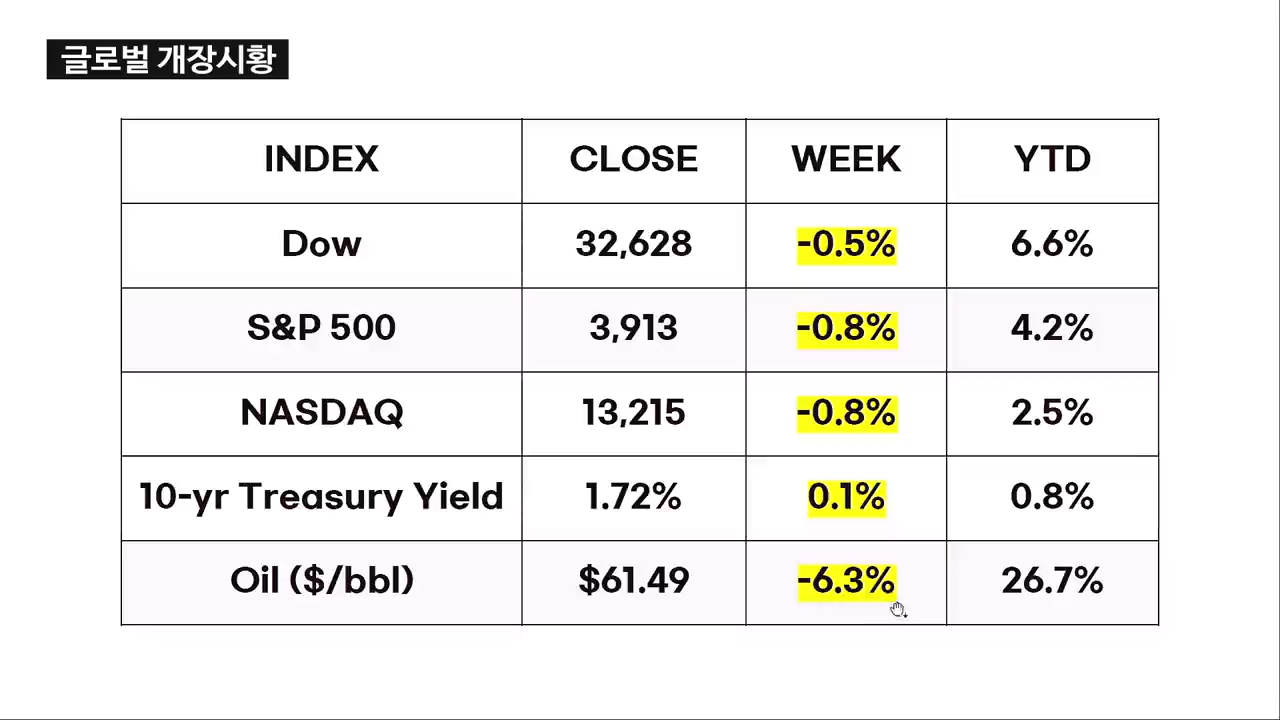 글로벌 개장시황
INDEX CLOSE WEEK YTD
Dow 32,628 -0.5% 6.6%
S&P 500 3,913 -0.8% 4.2%
NASDAQ 13,215 -0.8% 2.5%
10-yr Treasury Yield 1.72% 0.1% 0.8%
Oil ($/bbl) $61.49 -6.3% 26.7%